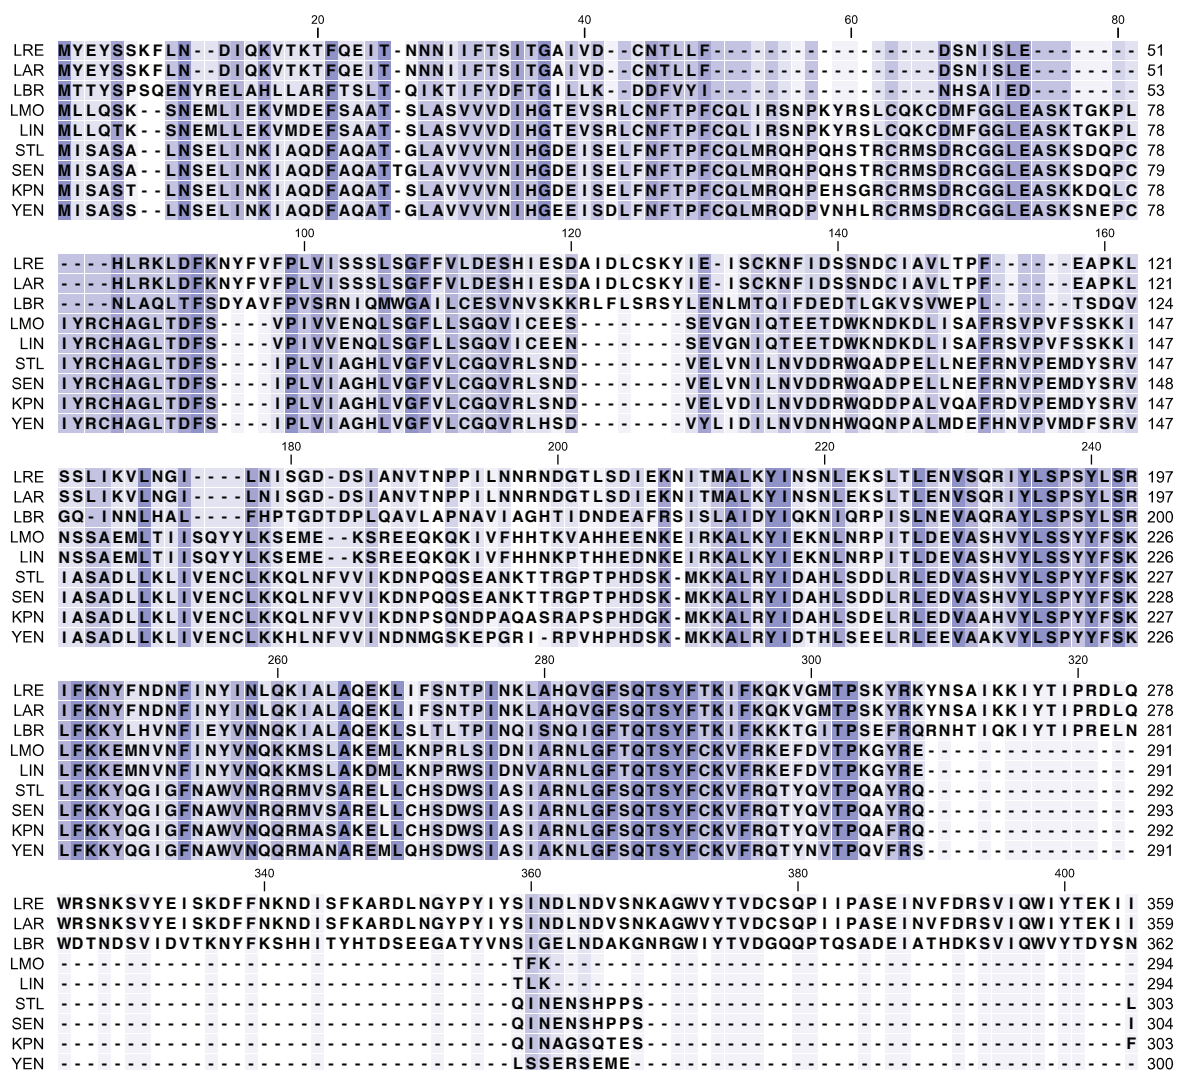 20 40 60 80
LRE MYEYSSKFLN--DIQKVTKTFQEIT-NNNIIFTSITGAIVD--CNTLLF-----------------DSNISLE-------- 51
LAR MYEYSSKFLN--DIQKVTKTFQEIT-NNNIIFTSITGAIVD--CNTLLF-----------------DSNISLE-------- 51
LBR MTTYSPSQENYRELAHLLARFTSLT-QIKTIFYDFTGILLK--DDFVYI-----------------NHSAIED-------- 53
LMO MLLQSK--SNEMLIEKVMDEFSAAT-SLASVVVDIHGTEVSRLCNFTPFCQLIRSNPKYRSLCQKCDMFGGLEASKTGKPL 78
LIN MLLQTK--SNEMLLEKVMDEFSAAT-SLASVVVDIHGTEVSRLCNFTPFCQLIRSNPKYRSLCQKCDMFGGLEASKTGKPL 78
STL MISASA--LNSELINKIAQDFAQAT-GLAVVVVNIHGDEISELFNFTPFCQLMRQHPQHSTRCRMSDRCGGLEASKSDQPC 78
SEN MISASA--LNSELINKIAQDFAQATTGLAVVVVNIHGDEISELFNFTPFCQLMRQHPQHSTRCRMSDRCGGLEASKKDQPC 79
KPN MISAST--LNSELINKIAQDFAQAT-GLAVVVVNIHGDEISELFNFTPFCQLMRQHPEHSGRCRMSDRCGGLEASKKDQLC 78
YEN MISASS--LNSELINKIAQDFAQAT-GLAVVVVNIHGEEISDLFNFTPFCQLMRQDPVNHLRCRMSDRCGGLEASKSNEPC 78
100 120 140 160
LRE ----HLRKLDFKNYFVFPLVISSSLSGFFVLDESHIESDAIDLCSKYIE-ISCKNFIDSSNDCIAVLTPF------EAPKL 121
LAR ----HLRKLDFKNYFVFPLVISSSLSGFFVLDESHIESDAIDLCSKYIE-ISCKNFIDSSNDCIAVLTPF------EAPKL 121
LBR ----NLAQLTFSDYAVFPVSRNIQMWGAILCESVNVSKKRLFLSRSYLENLMTQIFDEDTLGKVSVWEPL------TSDQV 124
LMO IYRCHAGLTDFS----VPIVVENQLSGFLLSGQVICEES--------SEVGNIQTEETDWKNDKDLISAFRSVPVFSSKKI 147
LIN IYRCHAGLTDFS----VPIVVENQLSGFLLSGQVICEEN--------SEVGNIQTEETDWKNDKDLISAFRSVPVFSSKKI 147
STL IYRCHAGLTDFS----IPLVIAGHLVGFVLCGQVRLSND--------VELVNILNVDDRWQADPELLNEFRNVPEMDYSRV 147
SEN IYRCHAGLTDFS----IPLVIAGHLVGFVLCGQVRLSND--------VELVNILNVDDRWQADPELLNEFRNVPEMDYSRV 148
KPN IYRCHAGLTDFS----IPLVIAGHLVGFVLCGQVRLSND--------VELVDILNVDDRWQDDPALVQAFRDVPEMDYSRV 147
YEN IYRCHAGLTDFS----IPLVIAGHLVGFVLCGQVRLHSD--------VYLIDILNVDNHWQQNPALMDEFHNVPVMDFSRV 147
180 200 220 240
LRE SSLIKVLNGI----LNISGD-DSIANVTNPPILNNRNDGTLSDIEKNITMALKYINSNLEKSLTLENVSQRIYLSPSYLSR 197
LAR SSLIKVLNGI----LNISGD-DSIANVTNPPILNNRNDGTLSDIEKNITMALKYINSNLEKSLTLENVSQRIYLSPSYLSR 197
LBR GQ-INNLHAL----FHPTGDTDPLQAVLAPNAVIAGHTIDNDEAFRSISLAIDYIQKNIQRPISLNEVAQRAYLSPSYLSR 200
LMO NSSAEMLTIISQYYLKSEME--KSREEQKQKIVFHHTKVAHHEENKEIRKALKYIEKNLNRPITLDEVASHVYLSSYYFSK 226
LIN NSSAEMLTIISQYYLKSEME--KSREEQKQKIVFHHNKPTHHEDNKEIRKALKYIEKNLNRPITLDEVASHVYLSSYYFSK 226
STL IASADLLKLIVENCLKKQLNFVVIKDNPQQSEANKTTRGPTPHDSK-MKKALRYIDAHLSDDLRLEDVASHVYLSPYYFSK 227
SEN IASADLLKLIVENCLKKQLNFVVIKDNPQQSEANKTTRGPTPHDSK-MKKALRYIDAHLSDDLRLEDVASHVYLSPYYFSK 228
KPN IASADLLKLIVENCLKKQLNFVVIKDNPSQNDPAQASRAPSPHDGK-MKKALRYIDAHLSDELRLEDVASHVYLSPYYFSK 227
YEN IASADLLKLIVENCLKKHLNFVVINDNMGSKEPGRI-RPVHPHDSK-MKKALRYIDTHLSEELRLEEVAAKVYLSPYYFSK 226
260 280 300 320
LRE IFKNYFNDNFINYINLQKIALAQEKLIFSNTPINKLAHQVGFSQTSYFTKIFKQKVGMTPSKYRKYNSAIKKIYTIPRDLQ 278
LAR IFKNYFNDNFINYINLQKIALAQEKLIFSNTPINKLAHQVGFSQTSYFTKIFKQKVGMTPSKYRKYNSAIKKIYTIPRDLQ 278
LBR LFKKYLHVNFIEYVNNLKIATAQEKLSLTLTPINQISNQIGFTQTSYFTKIFKKKTGITPSEFRQRNHTIQKIYTIPRELN 281
LMO LFKKEMNVNFINYVNQKKMSLAKEMLKNPRLSIDNIARNLGFTQTSYFCKVFRKEFDVTPKGYRE---------------- 291
LIN LFKKEMNVNFINYVNQKKMSLAKDMLKNPRWSIDNVARNLGFTQTSYFCKVFRKEFDVTPKGYRE---------------- 291
STL LFKKYQGIGFNAWVNRQRMVSARELLCHSDWSIASIARNLGFSQTSYFCKVFRQTYQVTPQAYRQ---------------- 292
SEN LFKKYQGIGFNAWVNRQRMVSARELLCHSDWSIASIARNLGFSQTSYFCKVFRQTYQVTPQAYRQ---------------- 293
KPN LFKKYQGIGFNAWVNQQRMASAKELLCHSDWSIASIARNLGFSQTSYFCKVFRQTYQVTPQAFRQ---------------- 292
YEN LFKKYQGIGFNAWVNQQRMANAREMLQHSDWSIASIAKNLGFSQTSYFCKVFRQTYNVTPQVFRS---------------- 291
340 360 380 400
LRE WRSNKSVYEISKDFFNKNDISFKARDLNGYPYIYSINDLNDVSNKAGWVYTVDCSQPIIPASEINVFDRSVIQWIYTEKII 359
LAR WRSNKSVYEISKDFFNKNDISFKARDLNGYPYIYSINDLNDVSNKAGWVYTVDCSQPIIPASEINVFDRSVIQWIYTEKII 359
LBR WDTNDSVIDVTKNYFKSHHITYHTDSEEGATYVNSIGELNDAKGNRGWIYTVDGQQPTQSADEIATHDKSVIQWVYTDYSN 362
LMO ----------------------------------TFK-------------------------------------------- 294
LIN ----------------------------------TLK-------------------------------------------- 294
STL ----------------------------------QINENSHPPS------------------------------------L 303
SEN ----------------------------------QINENSHPPS------------------------------------I 304
KPN ----------------------------------QINAGSQTES------------------------------------F 303
YEN ----------------------------------LSSERSEME-------------------------------------- 300